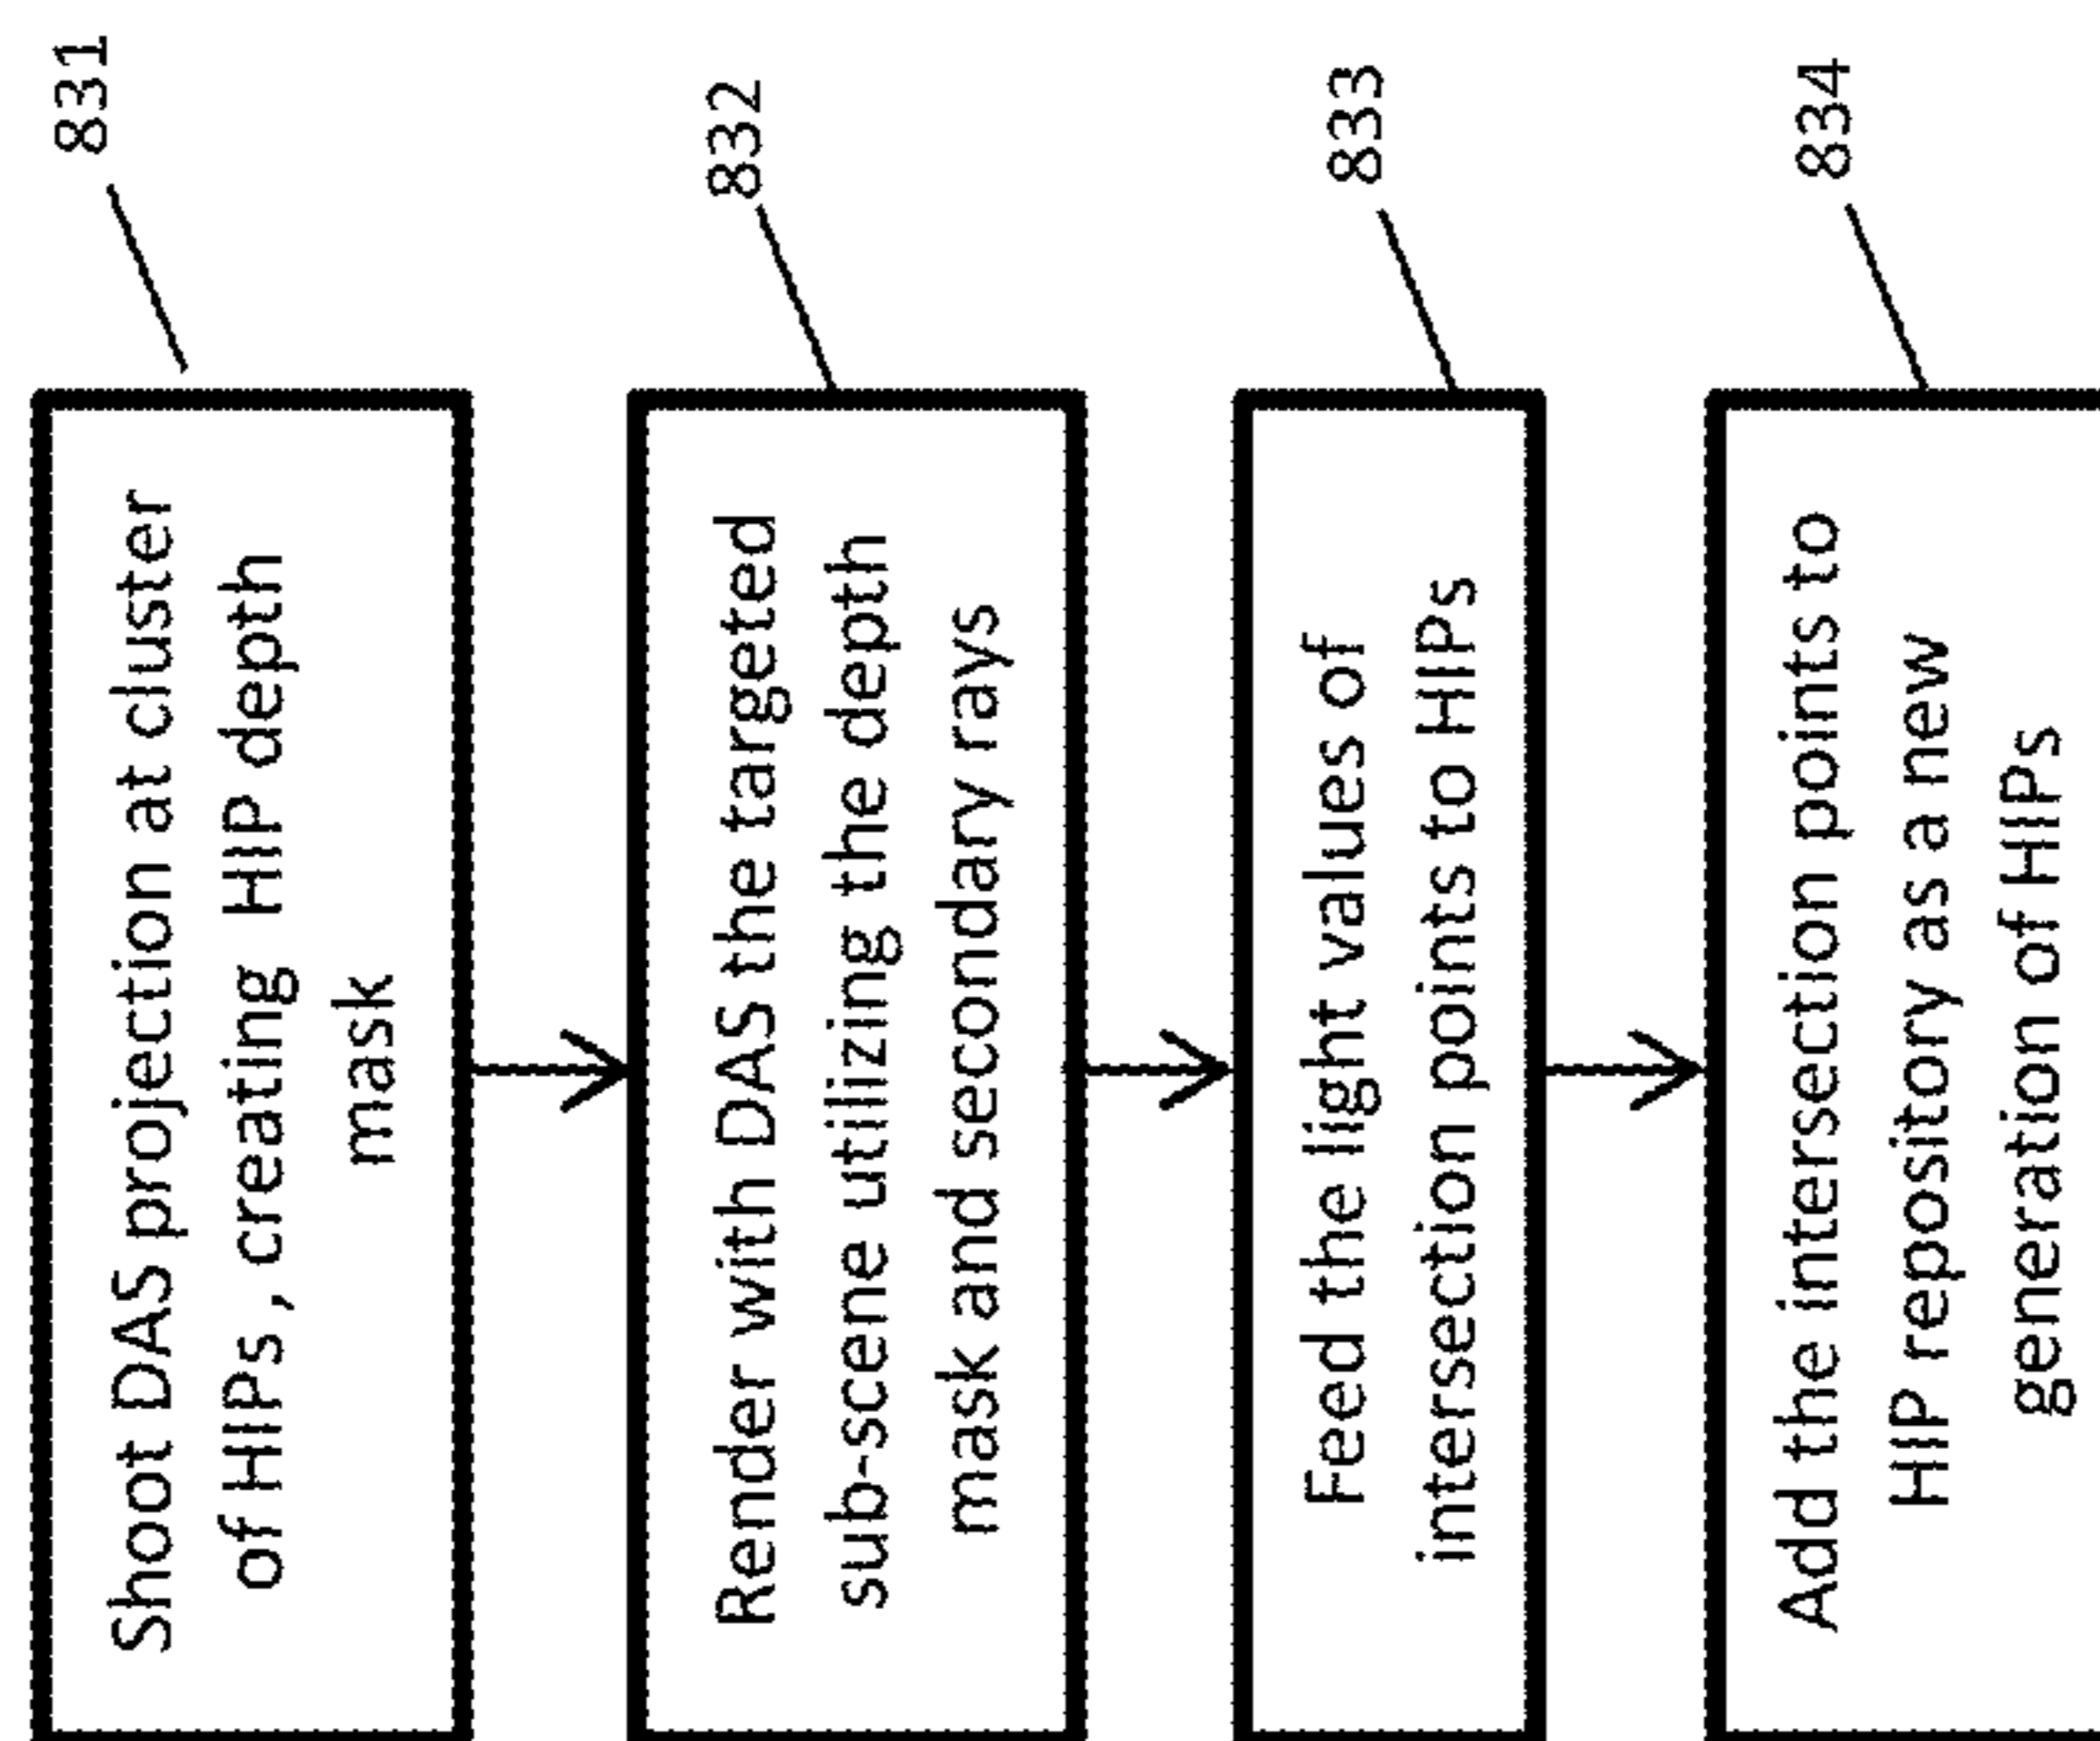 831
Shoot DAS projection at cluster
of HIPs, creating HIP depth
mask
832
Render with DAS the targeted
sub-scene utilizing the depth
mask and secondary rays
833
Feed the light values of
intersection points to HIPs
834
Add the intersection points to
HIP repository as a new
generation of HIPs